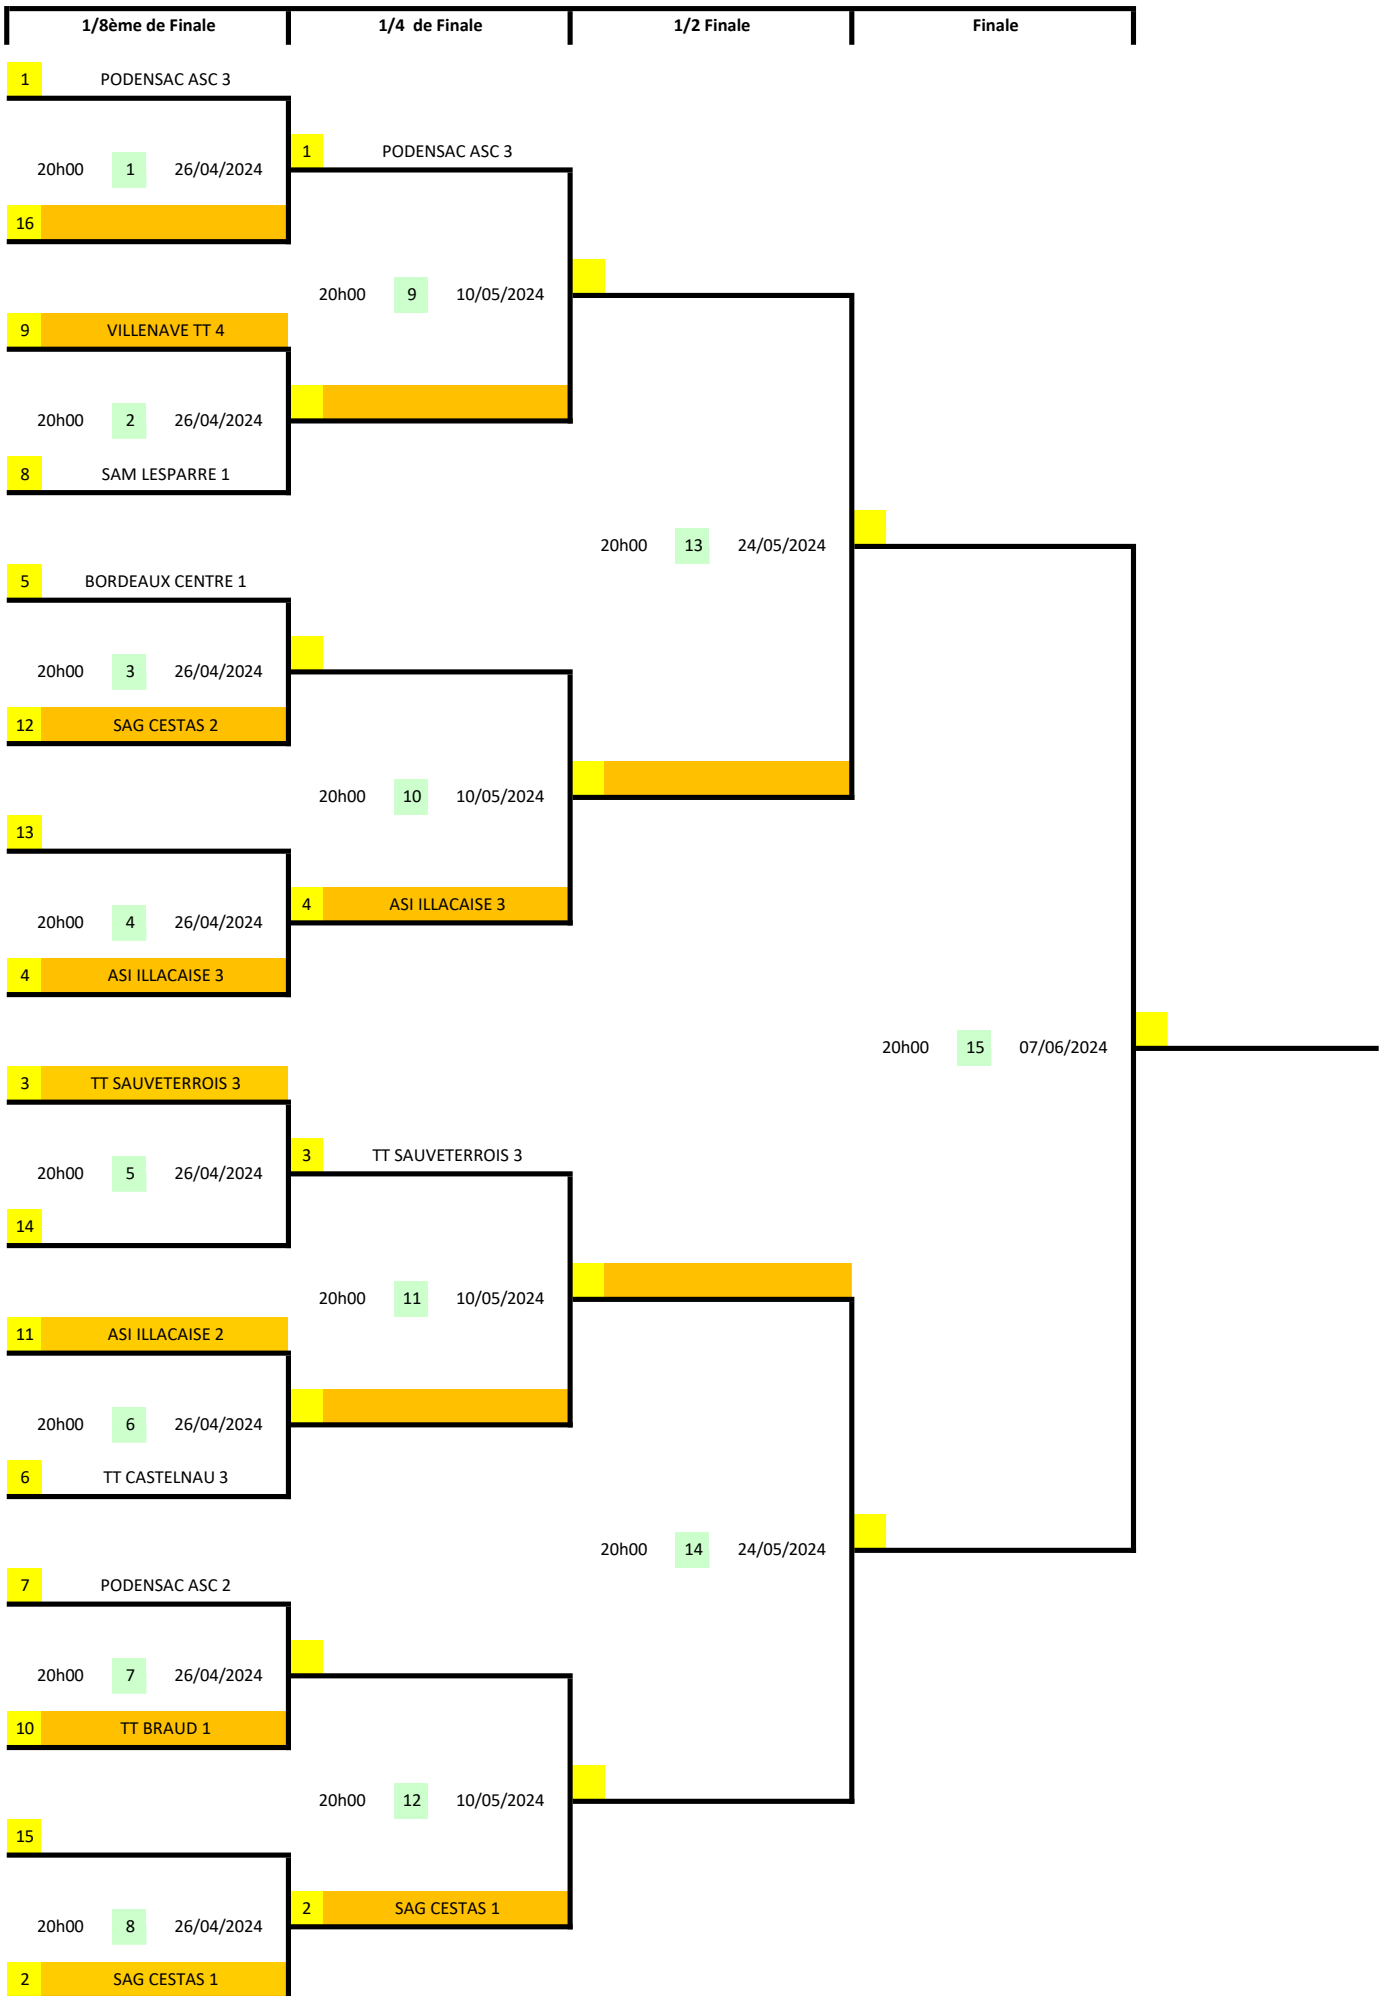 1/8ème de Finale 1/4 de Finale 1/2 Finale Finale
1 PODENSAC ASC 3
1 PODENSAC ASC 3
20h00 1 26/04/2024
16
20h00 9 10/05/2024
9 VILLENAVE TT 4
20h00 2 26/04/2024
8 SAM LESPARRE 1
20h00 13 24/05/2024
5 BORDEAUX CENTRE 1
20h00 3 26/04/2024
12 SAG CESTAS 2
20h00 10 10/05/2024
13
4 ASI ILLACAISE 3
20h00 4 26/04/2024
4 ASI ILLACAISE 3
20h00 15 07/06/2024
3 TT SAUVETERROIS 3
3 TT SAUVETERROIS 3
20h00 5 26/04/2024
14
20h00 11 10/05/2024
11 ASI ILLACAISE 2
20h00 6 26/04/2024
6 TT CASTELNAU 3
20h00 14 24/05/2024
7 PODENSAC ASC 2
20h00 7 26/04/2024
10 TT BRAUD 1
20h00 12 10/05/2024
15
2 SAG CESTAS 1
20h00 8 26/04/2024
2 SAG CESTAS 1